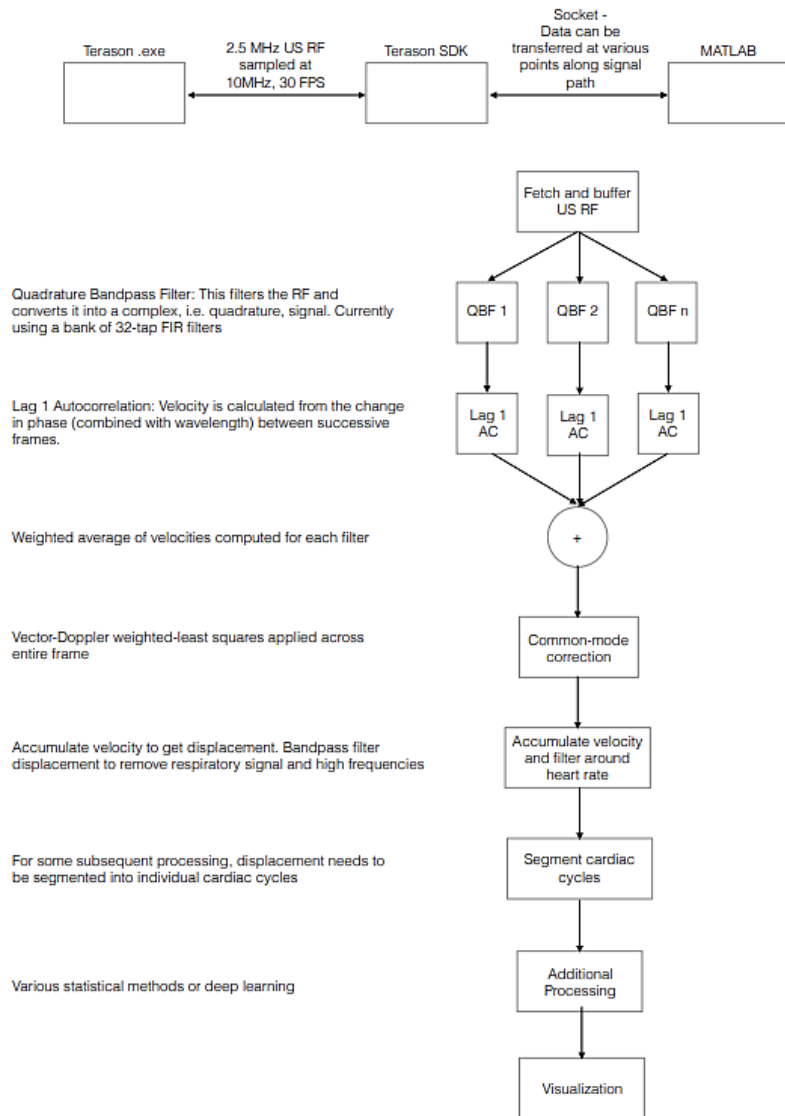 Terason .exe
2.5 MHz US RF
sampled at
10MHz, 30 FPS
Terason SDK
Socket -
Data can be
transferred at various
points along signal
path
MATLAB
Fetch and buffer
US RF
Quadrature Bandpass Filter: This filters the RF and
converts it into a complex, i.e. quadrature, signal. Currently
using a bank of 32-tap FIR filters
QBF 1
QBF 2
QBF n
Lag 1 Autocorrelation: Velocity is calculated from the change
in phase (combined with wavelength) between successive
frames.
Lag 1
AC
Lag 1
AC
Lag 1
AC
Weighted average of velocities computed for each filter
+
Vector-Doppler weighted-least squares applied across
entire frame
Common-mode
correction
Accumulate velocity to get displacement. Bandpass filter
displacement to remove respiratory signal and high frequencies
Accumulate velocity
and filter around
heart rate
For some subsequent processing, displacement needs to
be segmented into individual cardiac cycles
Segment cardiac
cycles
Various statistical methods or deep learning
Additional
Processing
Visualization